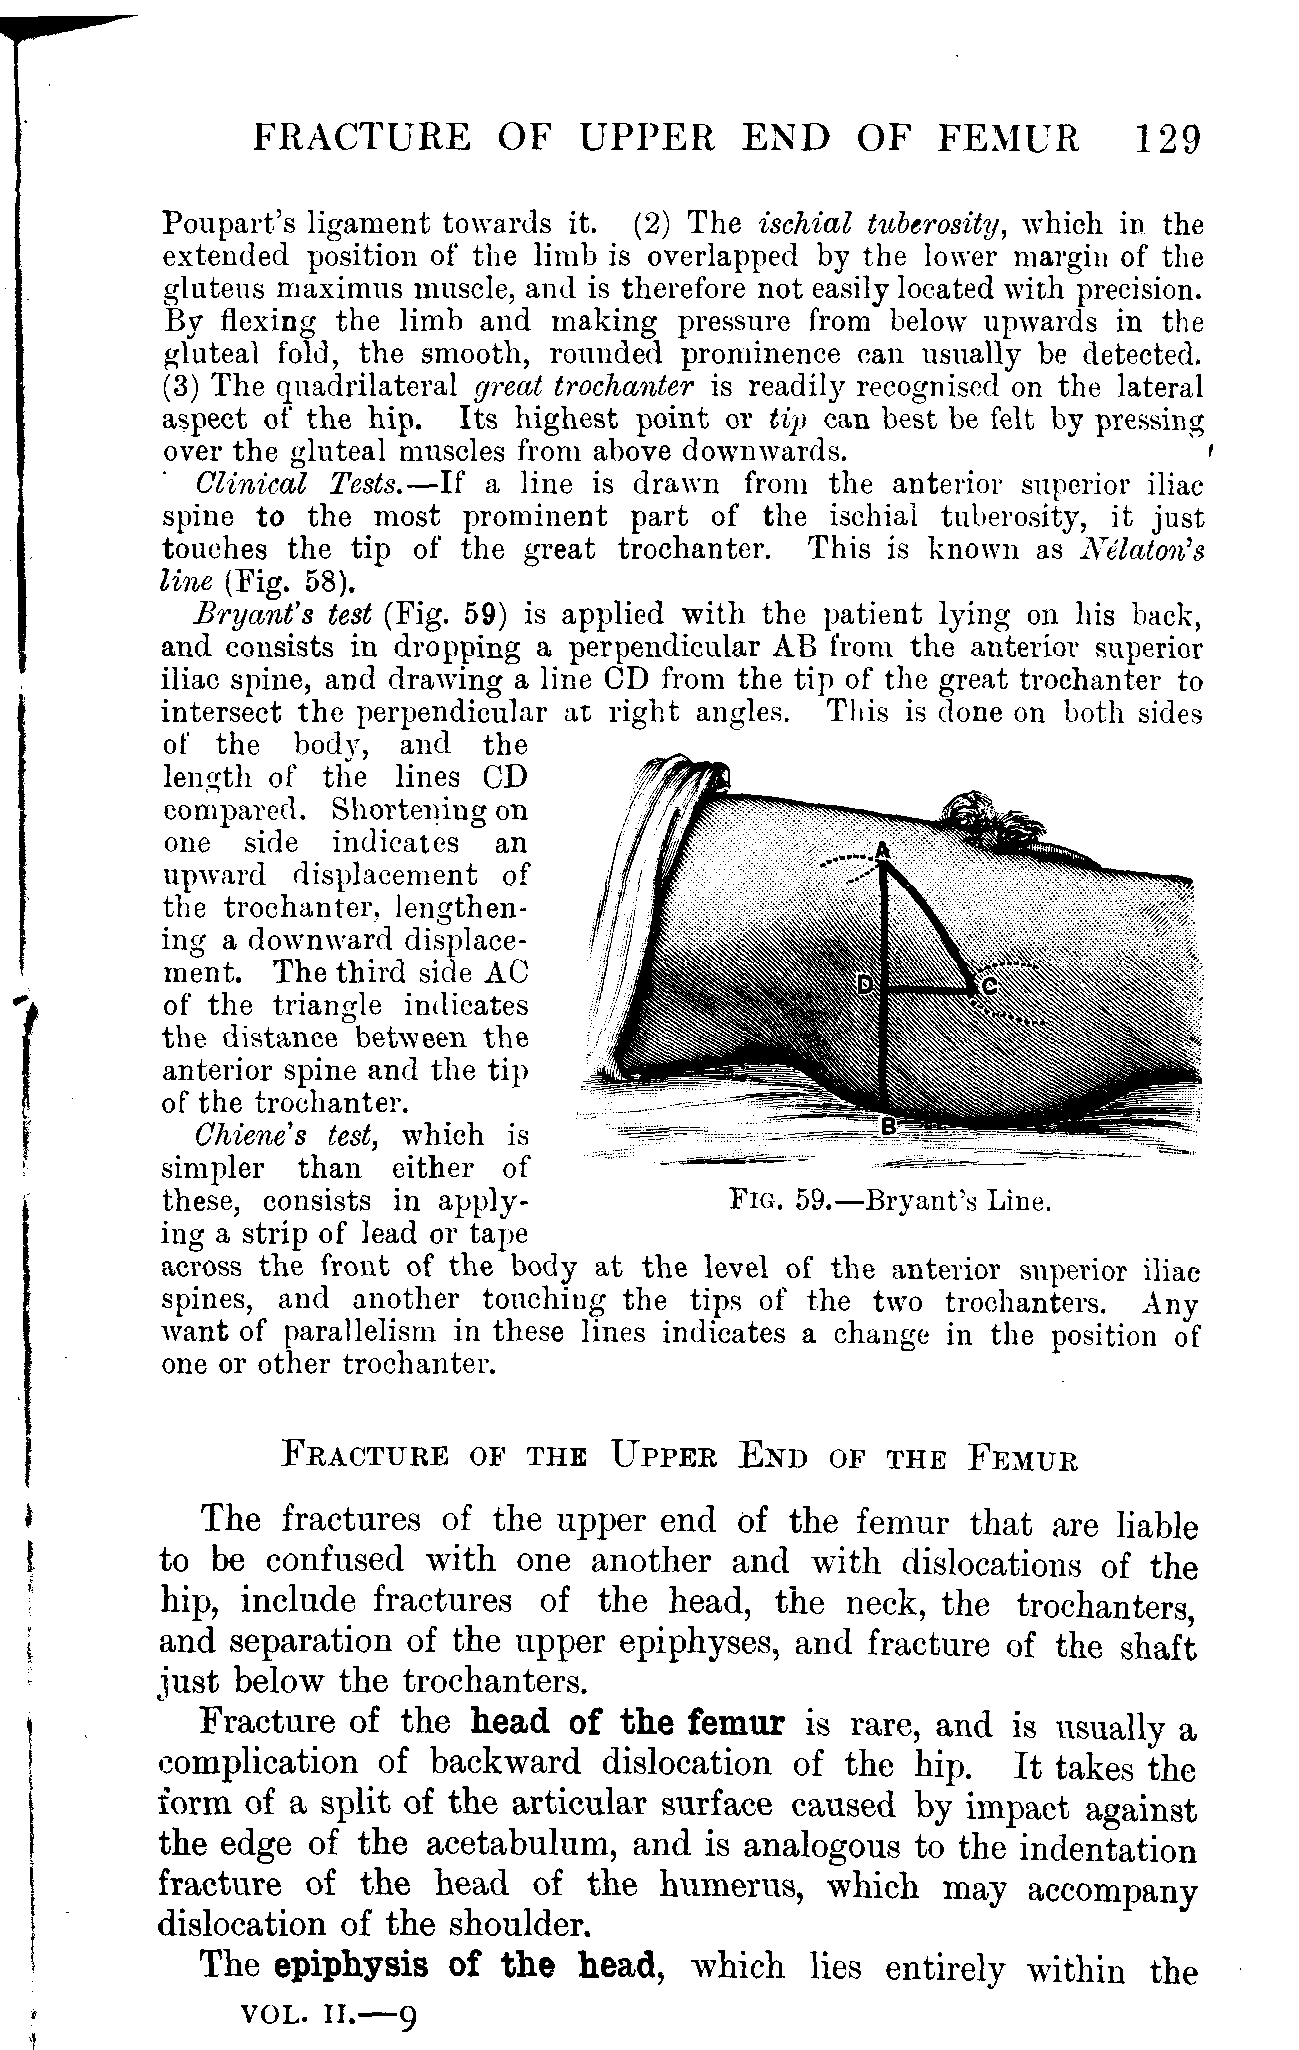 FRACTURE OF UPPER END OF FEMUR 129
Poupart's ligament towards it. (2) The ischial tuberosity, which in the
extended position of the limb is overlapped by the lower margin of the
gluteus maximus muscle, and is therefore not easily located with precision.
By flexing the limb and making pressure from below upwards in the
gluteal fold, the smooth, rounded prominence can usually be detected.
(3) The quadrilateral great trochanter is readily recognised on the lateral
aspect of the hip. Its highest point or tip can best be felt by pressing
over the gluteal muscles from above downwards.
Clinical Tests.—If a line is drawn from the anterior superior iliac
spine to the most prominent part of the ischial tuberosity, it just
touches the tip of the great trochanter. This is known as Nélaton's
line (Fig. 58).
Bryant's test (Fig. 59) is applied with the patient lying on his back,
and consists in dropping a perpendicular AB from the anterior superior
iliac spine, and drawing a line CD from the tip of the great trochanter to
intersect the perpendicular at right angles. This is done on both sides
of the body, and the
length of the lines CD
compared. Shortening on
one side indicates an
upward displacement of
the trochanter, lengthen-
ing a downward displace-
ment. The third side AC
of the triangle indicates
the distance between the
anterior spine and the tip
of the trochanter.
Chiene's test, which is
simpler than either of
these, consists in apply-
ing a strip of lead or tape
A
D
C
B
FIG. 59.—Bryant's Line.
across the front of the body at the level of the anterior superior iliac
spines, and another touching the tips of the two trochanters. Any
want of parallelism in these lines indicates a change in the position of
one or other trochanter.
FRACTURE OF THE UPPER END OF THE FEMUR
The fractures of the upper end of the femur that are liable
to be confused with one another and with dislocations of the
hip, include fractures of the head, the neck, the trochanters,
and separation of the upper epiphyses, and fracture of the shaft
just below the trochanters.
Fracture of the head of the femur is rare, and is usually a
complication of backward dislocation of the hip. It takes the
form of a split of the articular surface caused by impact against
the edge of the acetabulum, and is analogous to the indentation
fracture of the head of the humerus, which may accompany
dislocation of the shoulder.
The epiphysis of the head, which lies entirely within the
VOL. II.—9